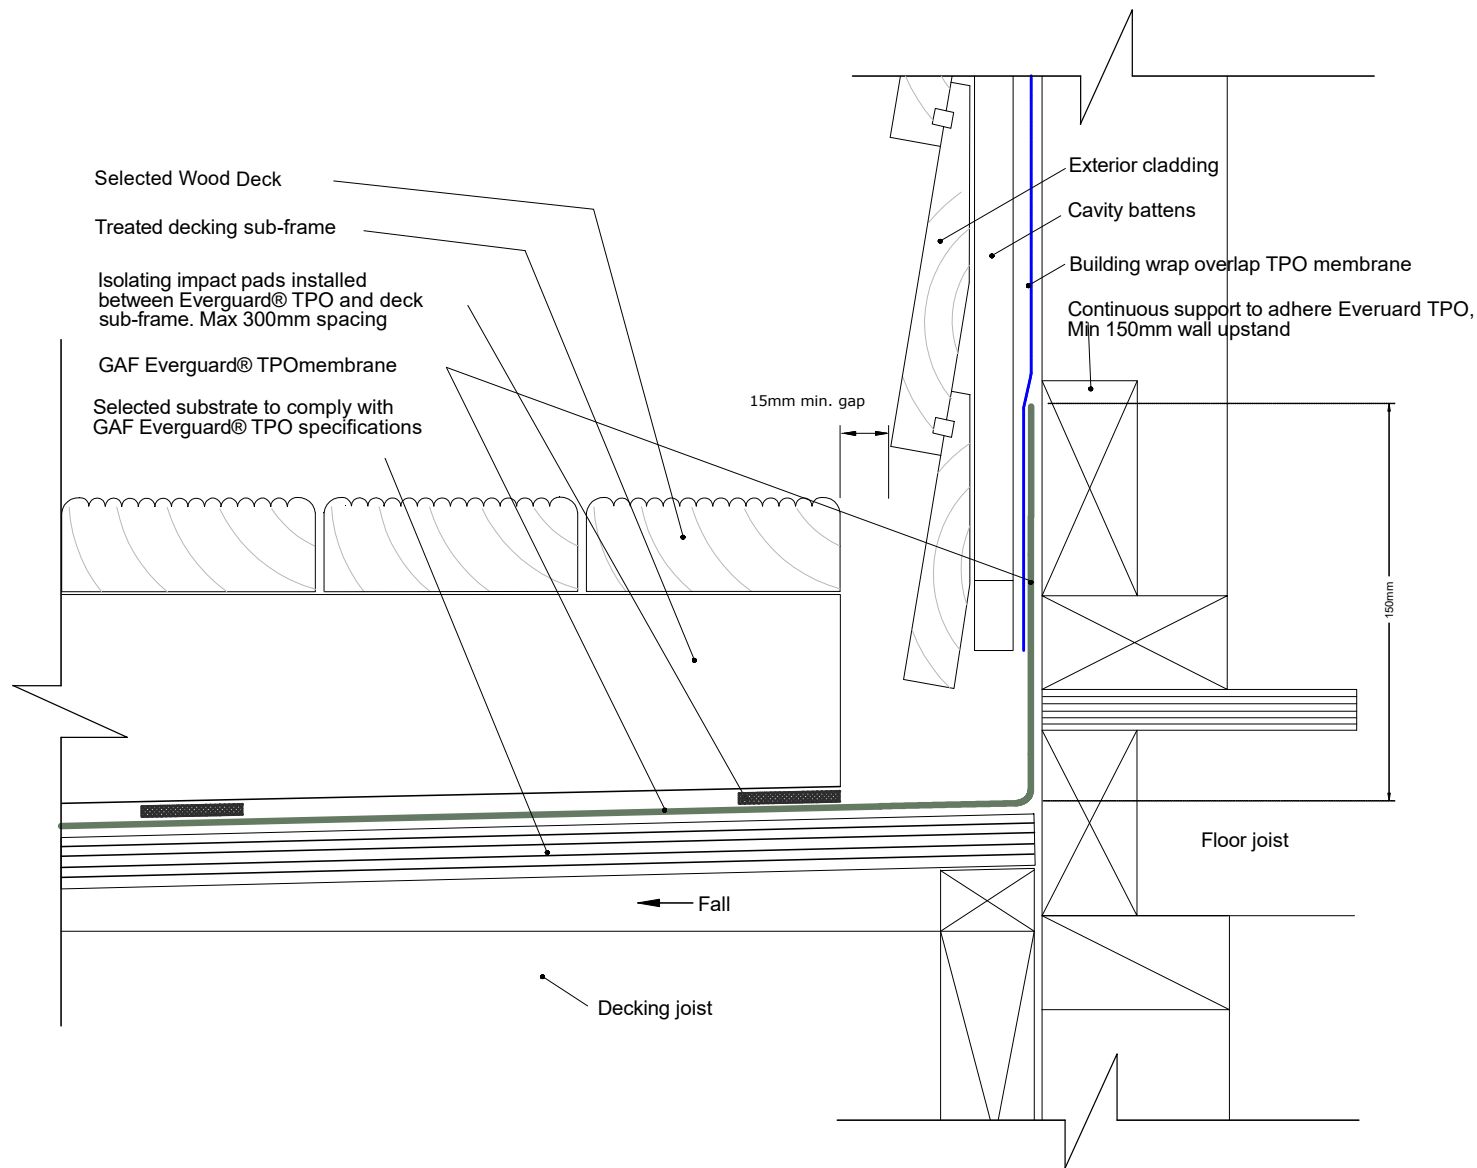 Selected Wood Deck
Treated decking sub-frame
Isolating impact pads installed
between Everguard® TPO and deck
sub-frame. Max 300mm spacing
GAF Everguard® TPOmembrane
Selected substrate to comply with
GAF Everguard® TPO specifications
15mm min. gap
Exterior cladding
Cavity battens
Building wrap overlap TPO membrane
Continuous support to adhere Everuard TPO,
Min 150mm wall upstand
150mm
Floor joist
Fall
Decking joist